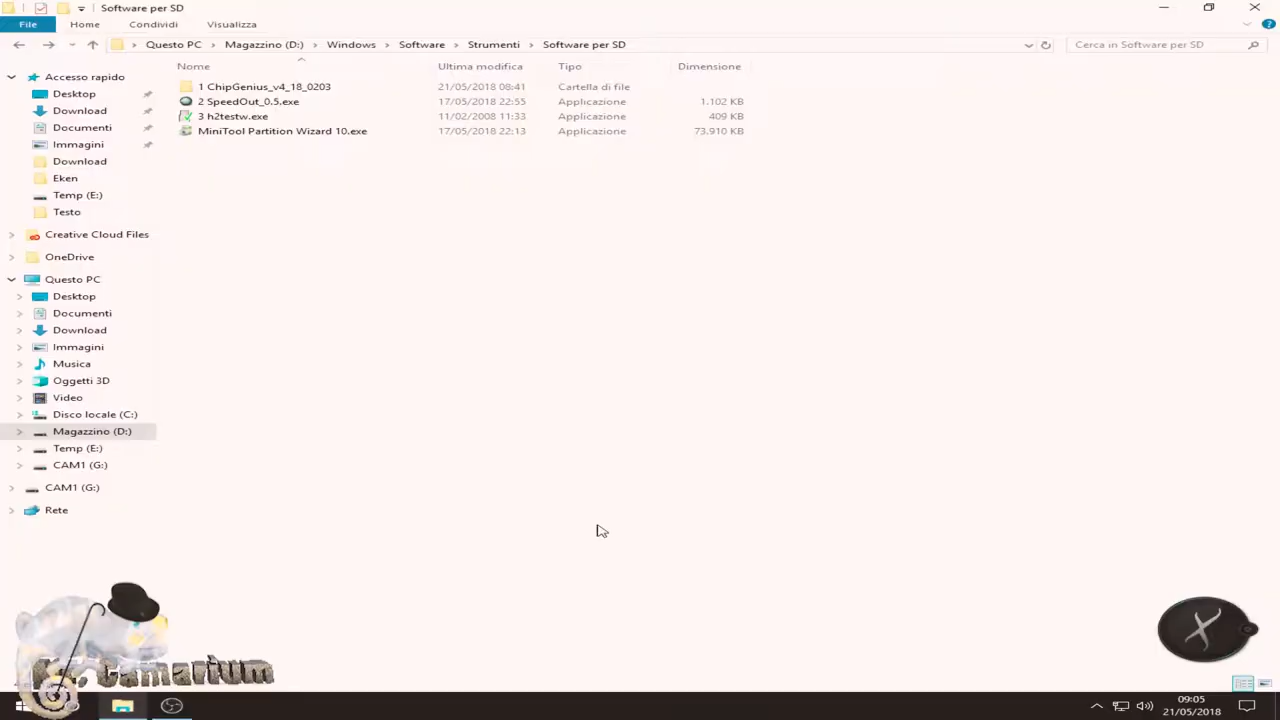 Software per SD
File Home Condividi Visualizza
Questo PC Magazzino (D:) Windows Software Strumenti Software per SD Cerca in Software per SD
Nome Ultima modifica Tipo Dimensione
1 ChipGenius_v4_18_0203 21/05/2018 08:41 Cartella di file
2 SpeedOut_0.5.exe 17/05/2018 22:55 Applicazione 1.102 KB
3 h2testw.exe 11/02/2008 11:33 Applicazione 409 KB
MiniTool Partition Wizard 10.exe 17/05/2018 22:13 Applicazione 73.910 KB
Accesso rapido
Desktop
Download
Documenti
Immagini
Download
Eken
Temp (E:)
Testo
Creative Cloud Files
OneDrive
Questo PC
Desktop
Documenti
Download
Immagini
Musica
Oggetti 3D
Video
Disco locale (C:)
Magazzino (D:)
Temp (E:)
CAM1 (G:)
CAM1 (G:)
Rete
Camarium
X
09:05
21/05/2018